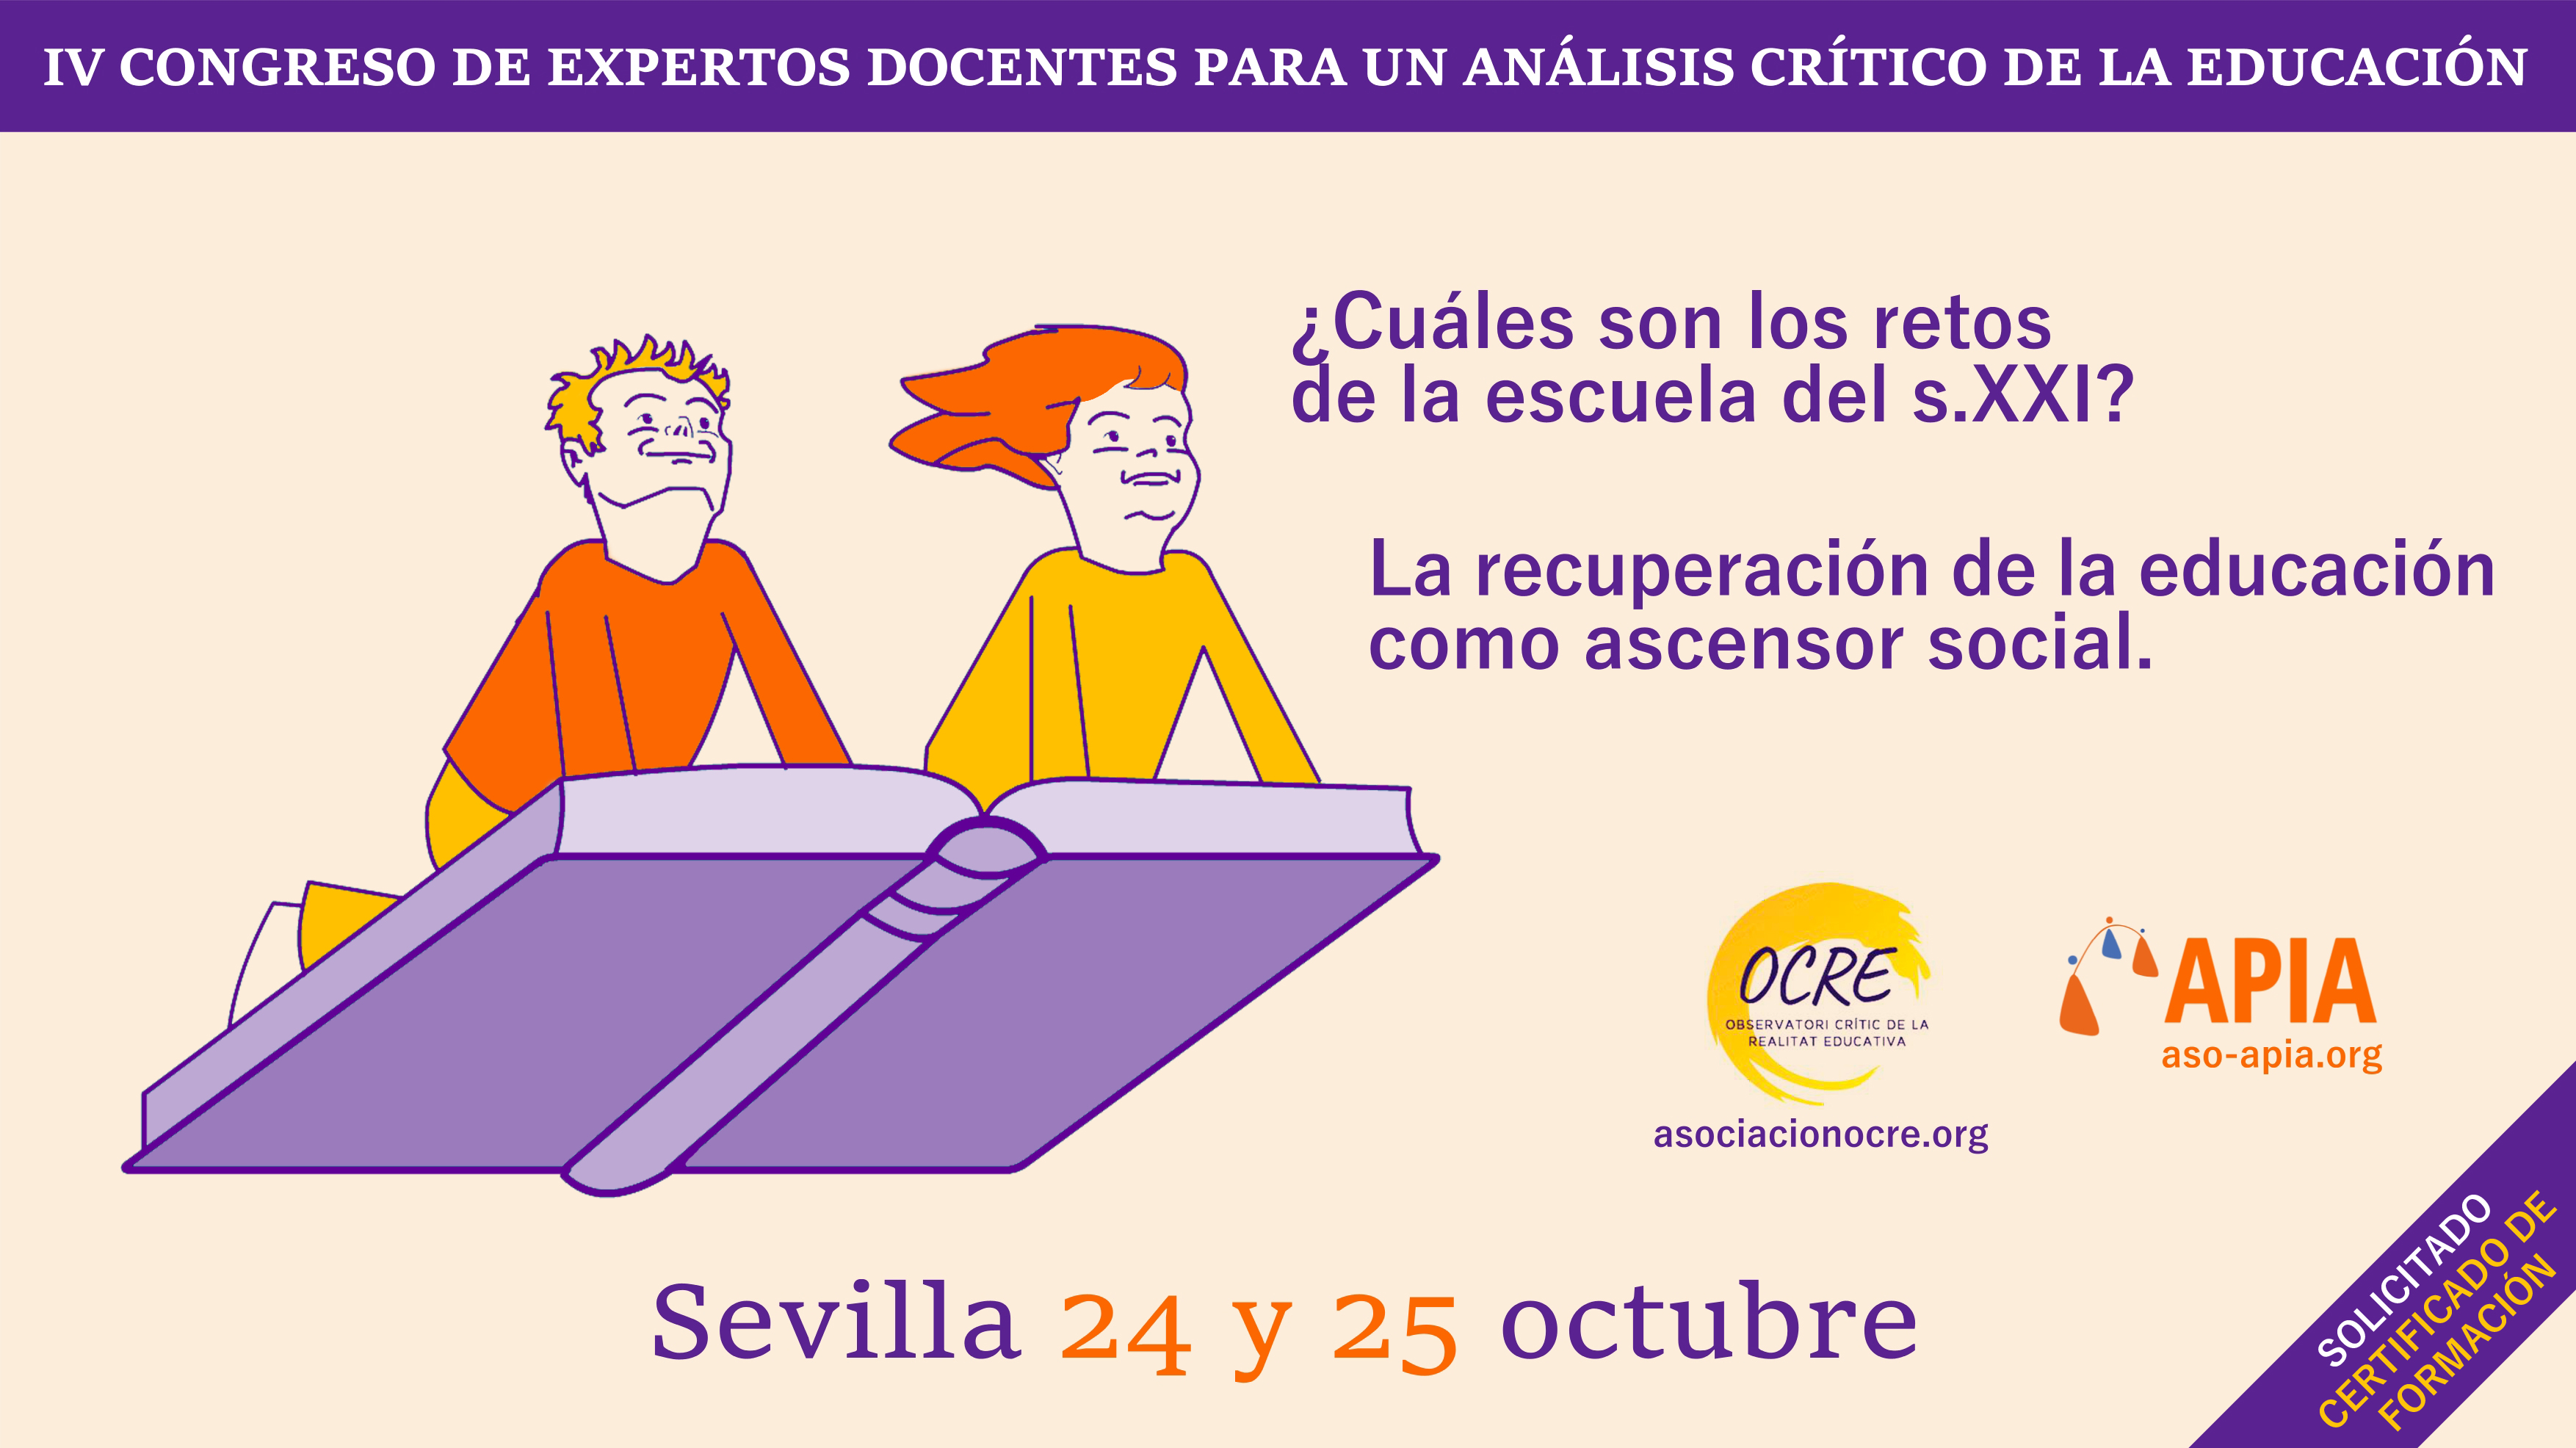 IV CONGRESO DE EXPERTOS DOCENTES PARA UN ANÁLISIS CRÍTICO DE LA EDUCACIÓN
¿Cuáles son los retos
de la escuela del s.XXI?
La recuperación de la educación
como ascensor social.
OCRE
OBSERVATORI CRÍTIC DE LA
REALITAT EDUCATIVA
asociacionocre.org
APIA
aso-apia.org
Sevilla 24 y 25 octubre
SOLICITADO
CERTIFICADO DE
FORMACIÓN